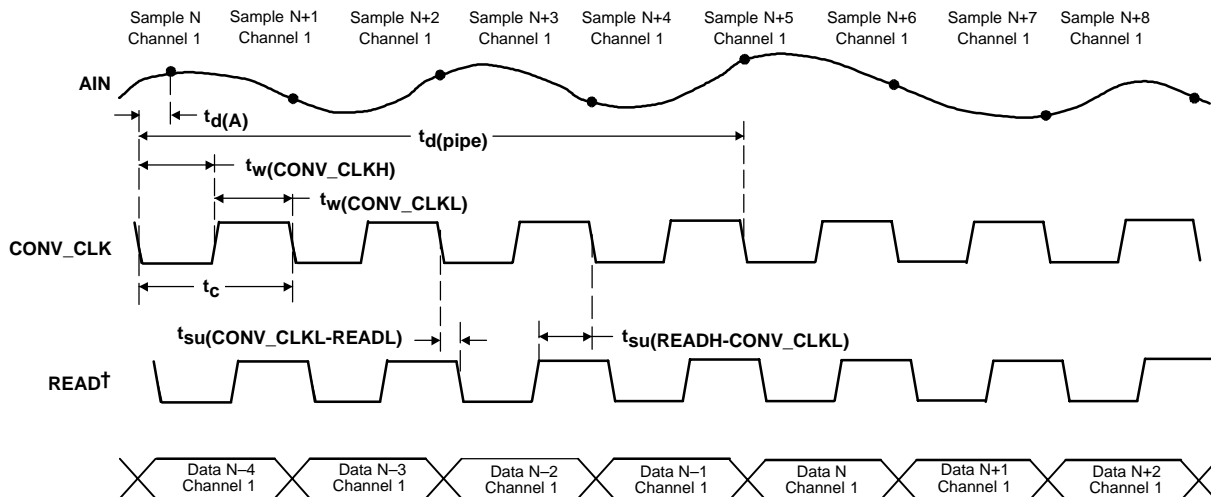 Sample N Sample N+1 Sample N+2 Sample N+3 Sample N+4 Sample N+5 Sample N+6 Sample N+7 Sample N+8
Channel 1 Channel 1 Channel 1 Channel 1 Channel 1 Channel 1 Channel 1 Channel 1 Channel 1
AIN
td(A)
td(pipe)
tw(CONV_CLKH)
tw(CONV_CLKL)
CONV_CLK
tc
tsu(CONV_CLKL-READL) tsu(READH-CONV_CLKL)
READ†
Data N–4 Data N–3 Data N–2 Data N–1 Data N Data N+1 Data N+2
Channel 1 Channel 1 Channel 1 Channel 1 Channel 1 Channel 1 Channel 1